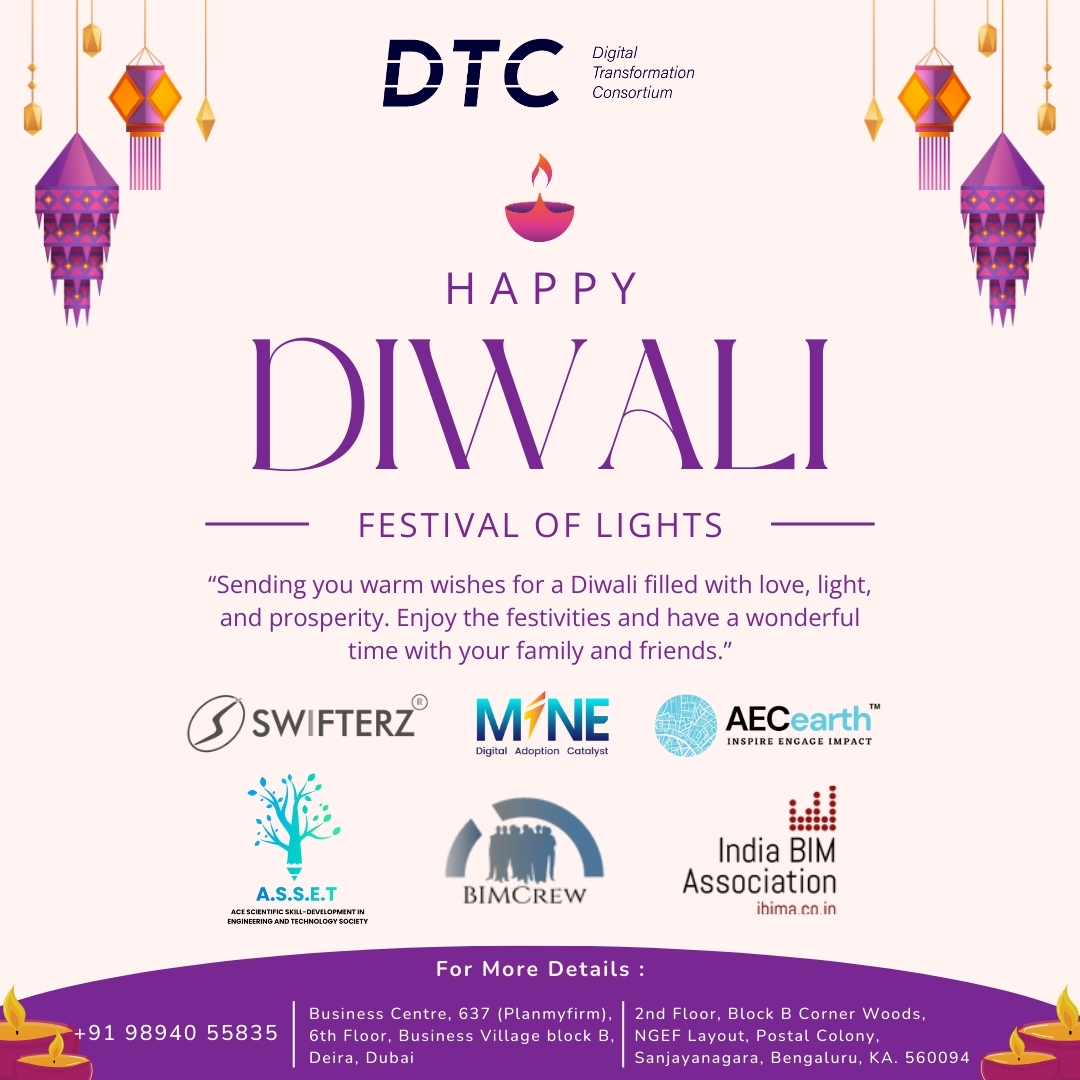 DTC
Digital
Transformation
Consortium
HAPPY
DIWALI
FESTIVAL OF LIGHTS
“Sending you warm wishes for a Diwali filled with love, light,
and prosperity. Enjoy the festivities and have a wonderful
time with your family and friends.”
SWIFTERZ®
MINE
Digital Adoption Catalyst
AECearth™
INSPIRE ENGAGE IMPACT
A.S.S.E.T
ACE SCIENTIFIC SKILL-DEVELOPMENT IN
ENGINEERING AND TECHNOLOGY SOCIETY
BIMCREW
India BIM
Association
ibima.co.in
For More Details :
+91 98940 55835
Business Centre, 637 (Planmyfirm),
6th Floor, Business Village block B,
Deira, Dubai
2nd Floor, Block B Corner Woods,
NGEF Layout, Postal Colony,
Sanjayanagara, Bengaluru, KA. 560094